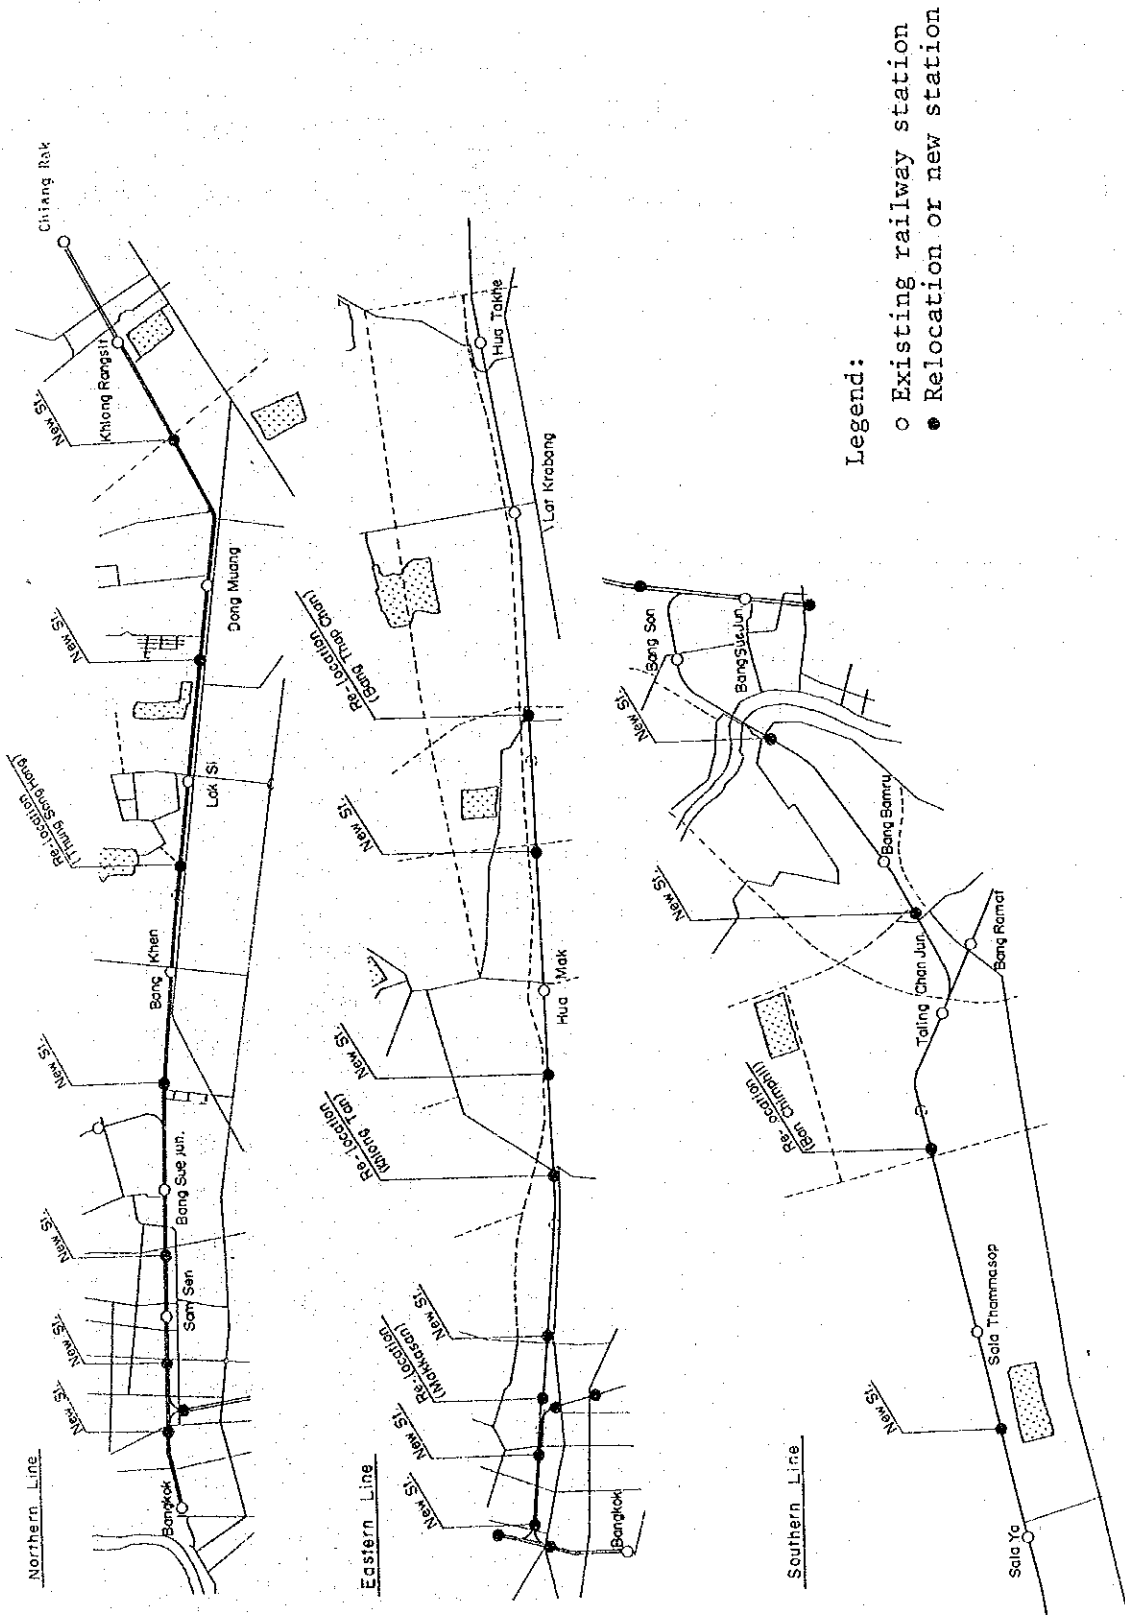 Northern Line
Bangkok
New St.
New St.
Sam Sen
New St.
Bang Sue Jun.
New St.
Bang Khen
Re-Location
(Thung Song Hong)
Lak Si
New St.
Dong Muang
New St.
Khlong Rangsit
Chiang Rak
Eastern Line
Bangkok
New St.
New St.
Re-Location
(Makkasan)
New St.
Re-Location
(Khlong Tan)
New St.
Hua Mak
New St.
Re-Location
(Bang Thap Chan)
Lat Krabang
Hua Takhe
Southern Line
Sala Ya
New St.
Sala Thammasop
Re-Location
(Ban Chimphli)
Taling Chan Jun.
Bang Ramat
New St.
Bang Bamru
New St.
Bang Son
Bang Sue Jun.
Legend:
○ Existing railway station
● Relocation or new station